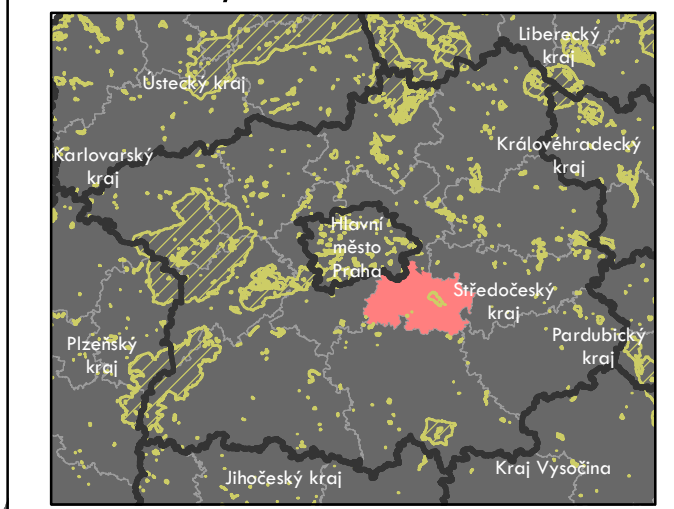 Liberecký
kraj
Ústecký kraj
Karlovarský
kraj
Královéhradecký
kraj
Hlavní
město
Praha
Středočeský
kraj
Plzeňský
kraj
Pardubický
kraj
Jihočeský kraj
Kraj Vysočina